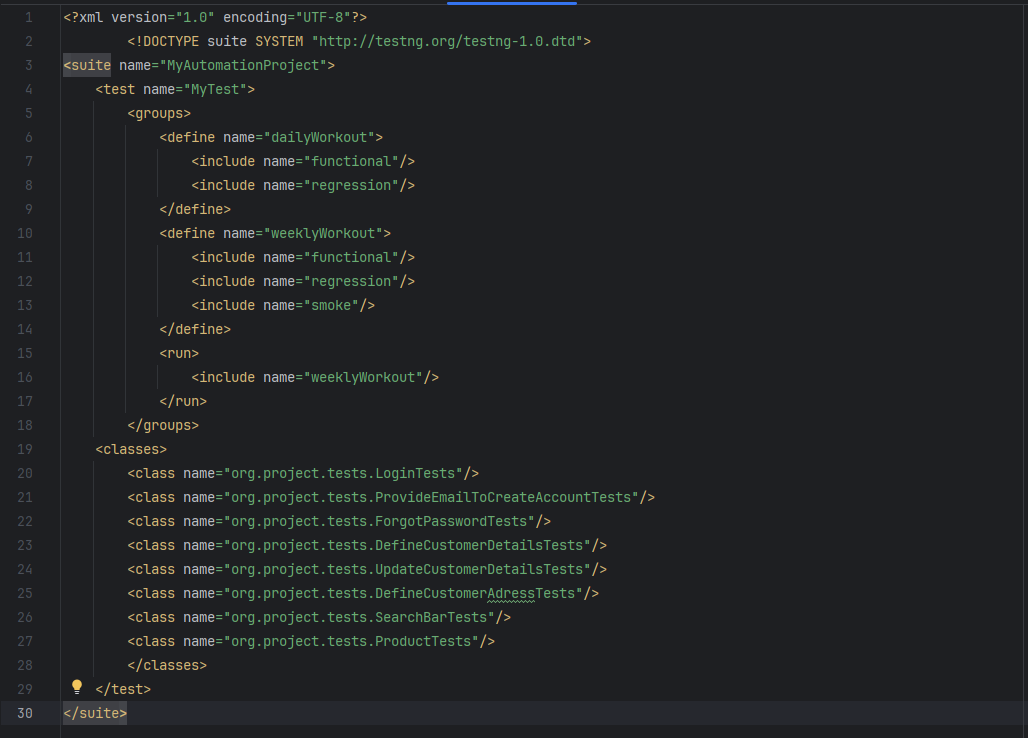 1 <?xml version="1.0" encoding="UTF-8"?>
2         <!DOCTYPE suite SYSTEM "http://testng.org/testng-1.0.dtd">
3 <suite name="MyAutomationProject">
4     <test name="MyTest">
5         <groups>
6             <define name="dailyWorkout">
7                 <include name="functional"/>
8                 <include name="regression"/>
9             </define>
10             <define name="weeklyWorkout">
11                 <include name="functional"/>
12                 <include name="regression"/>
13                 <include name="smoke"/>
14             </define>
15             <run>
16                 <include name="weeklyWorkout"/>
17             </run>
18         </groups>
19     <classes>
20         <class name="org.project.tests.LoginTests"/>
21         <class name="org.project.tests.ProvideEmailToCreateAccountTests"/>
22         <class name="org.project.tests.ForgotPasswordTests"/>
23         <class name="org.project.tests.DefineCustomerDetailsTests"/>
24         <class name="org.project.tests.UpdateCustomerDetailsTests"/>
25         <class name="org.project.tests.DefineCustomerAdressTests"/>
26         <class name="org.project.tests.SearchBarTests"/>
27         <class name="org.project.tests.ProductTests"/>
28         </classes>
29     </test>
30 </suite>